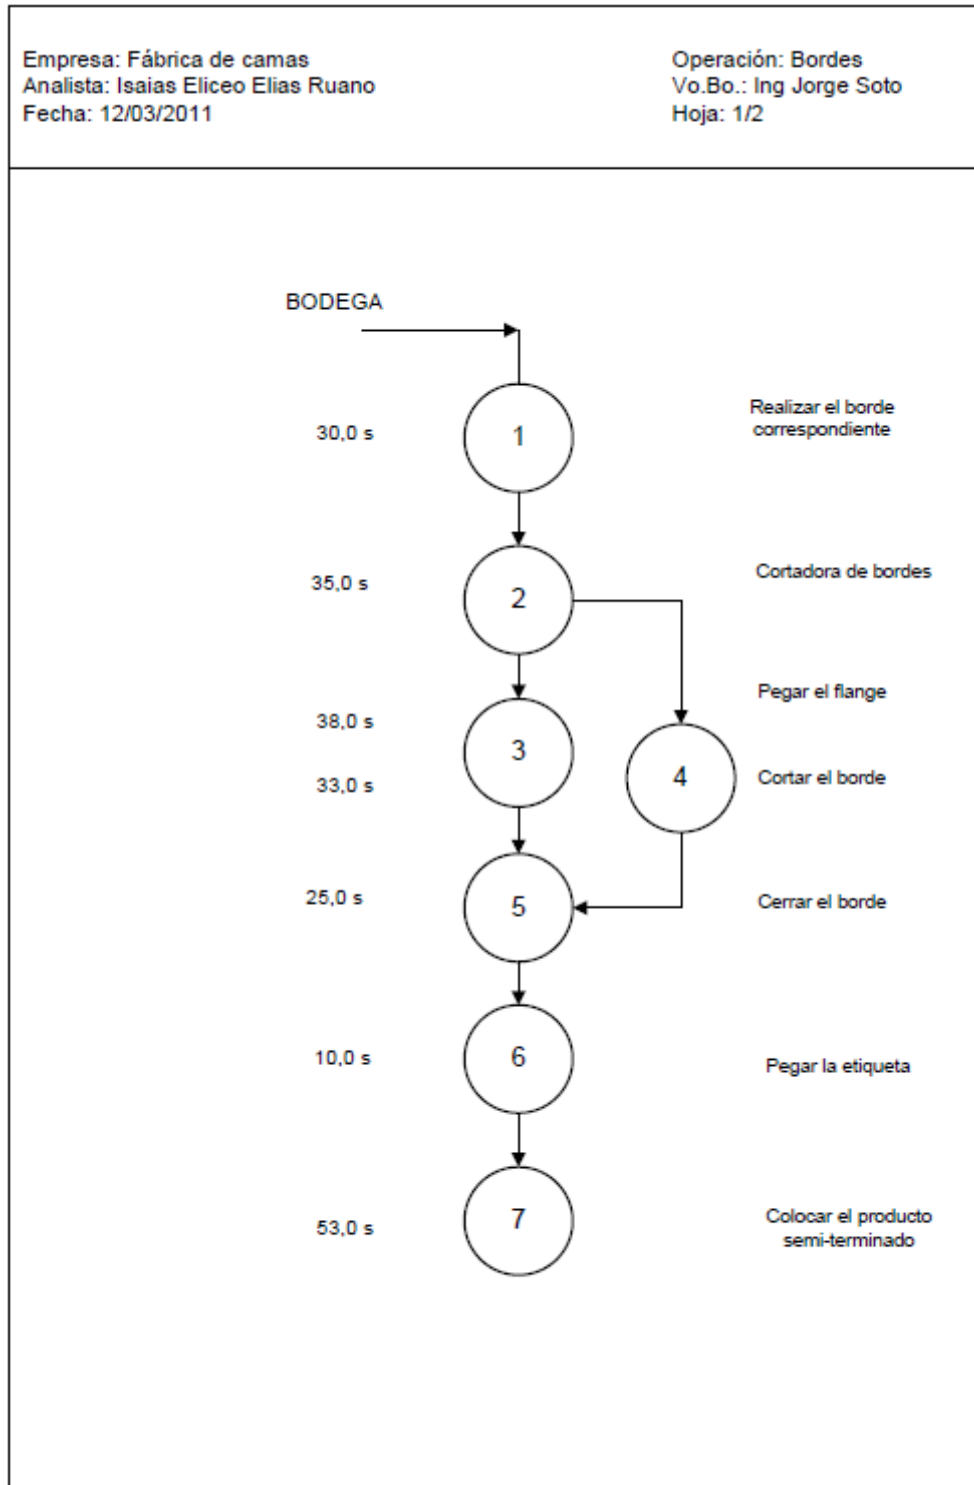 Empresa: Fábrica de camas
Analista: Isaias Eliceo Elias Ruano
Fecha: 12/03/2011
Operación: Bordes
Vo.Bo.: Ing Jorge Soto
Hoja: 1/2
BODEGA
30,0 s
1
Realizar el borde
correspondiente
35,0 s
2
Cortadora de bordes
38,0 s
3
Pegar el flange
33,0 s
4
Cortar el borde
25,0 s
5
Cerrar el borde
10,0 s
6
Pegar la etiqueta
53,0 s
7
Colocar el producto
semi-terminado